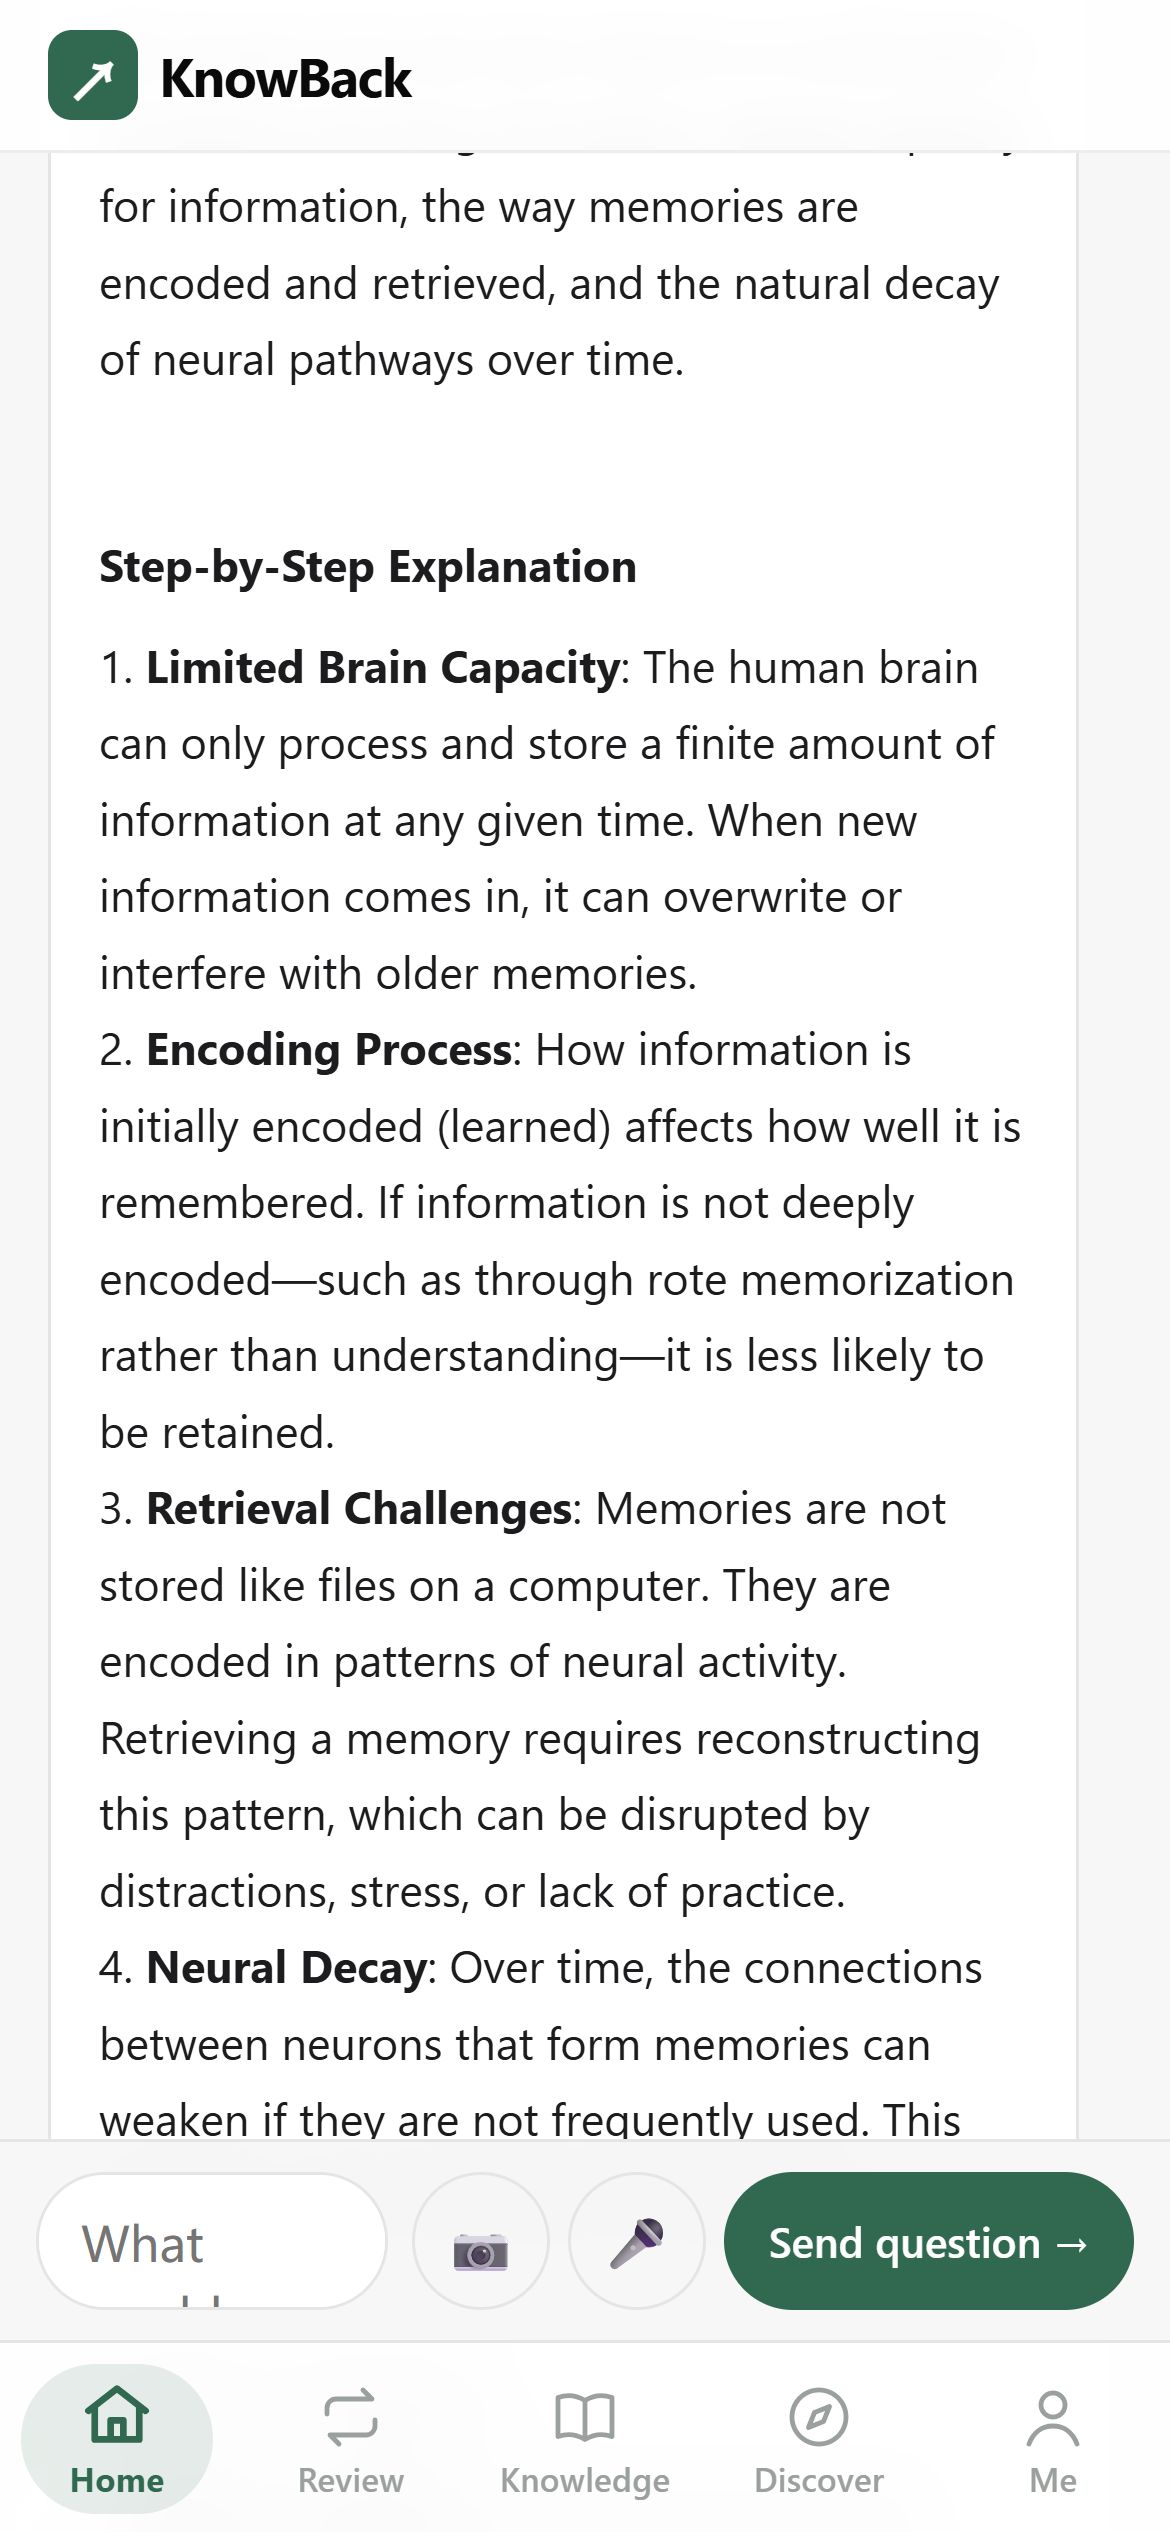 KnowBack
for information, the way memories are
encoded and retrieved, and the natural decay
of neural pathways over time.
Step-by-Step Explanation
1. Limited Brain Capacity: The human brain
can only process and store a finite amount of
information at any given time. When new
information comes in, it can overwrite or
interfere with older memories.
2. Encoding Process: How information is
initially encoded (learned) affects how well it is
remembered. If information is not deeply
encoded—such as through rote memorization
rather than understanding—it is less likely to
be retained.
3. Retrieval Challenges: Memories are not
stored like files on a computer. They are
encoded in patterns of neural activity.
Retrieving a memory requires reconstructing
this pattern, which can be disrupted by
distractions, stress, or lack of practice.
4. Neural Decay: Over time, the connections
between neurons that form memories can
weaken if they are not frequently used. This
What
Send question →
Home
Review
Knowledge
Discover
Me